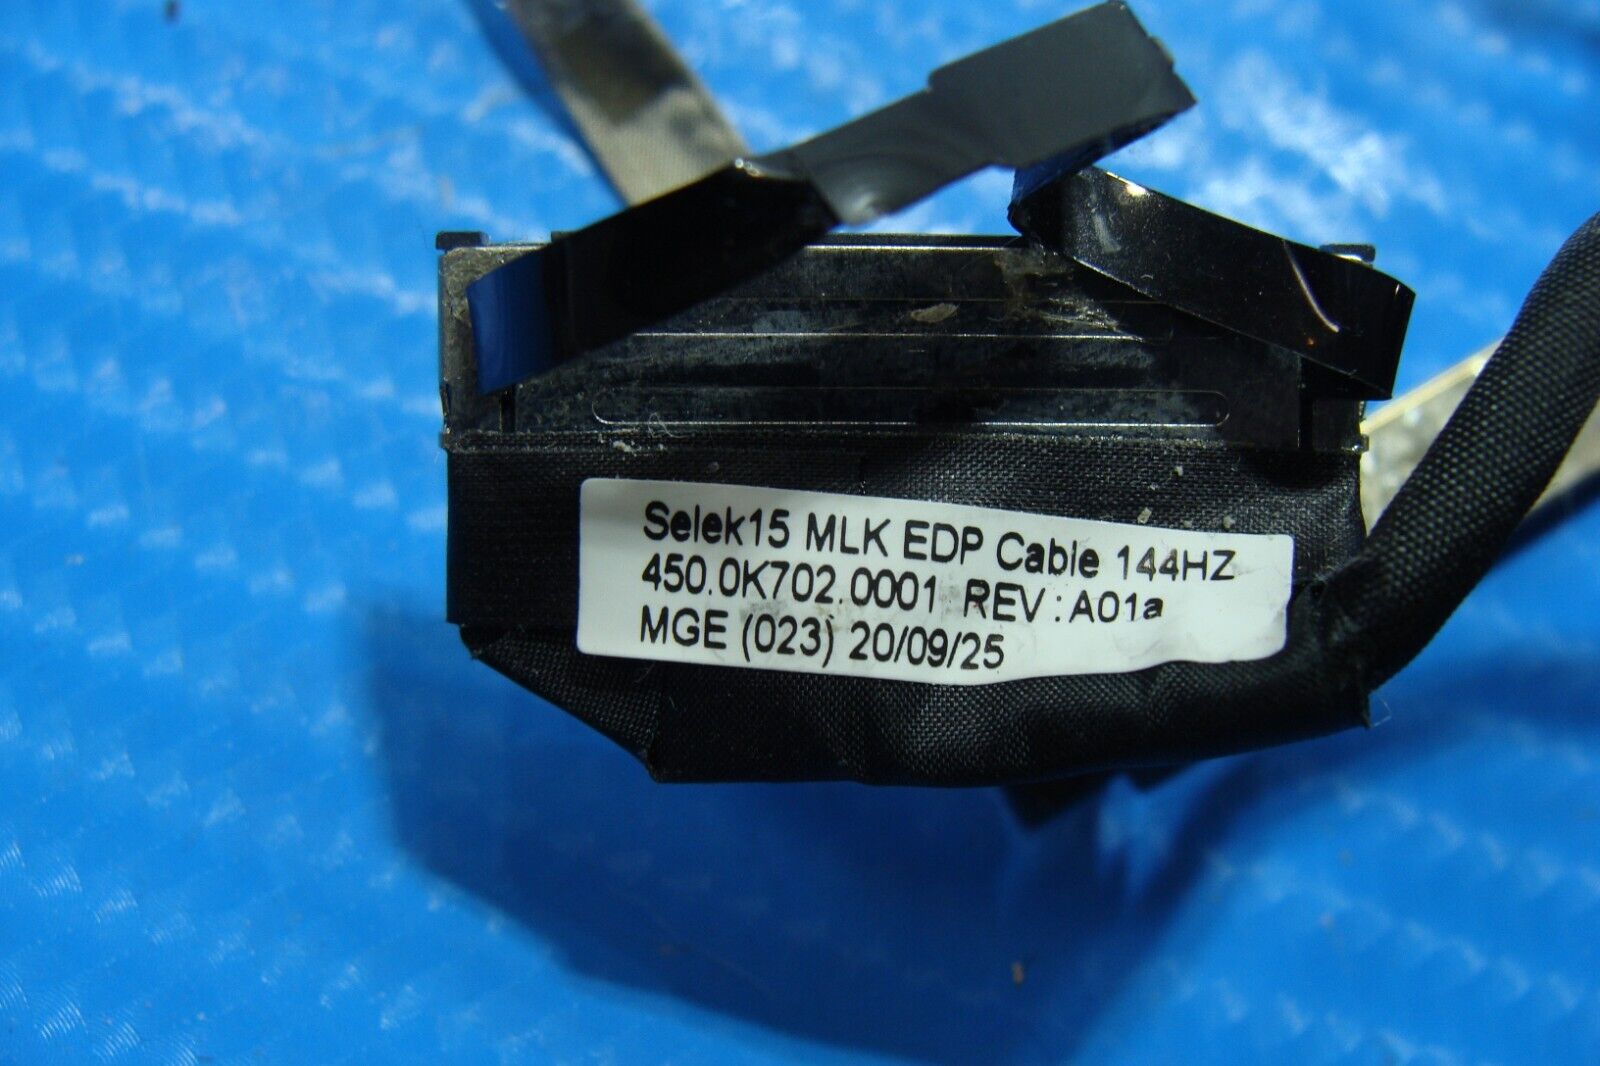 Selek15 MLK EDP Cable 144HZ
450.0K702.0001 REV : A01a
MGE (023) 20/09/25